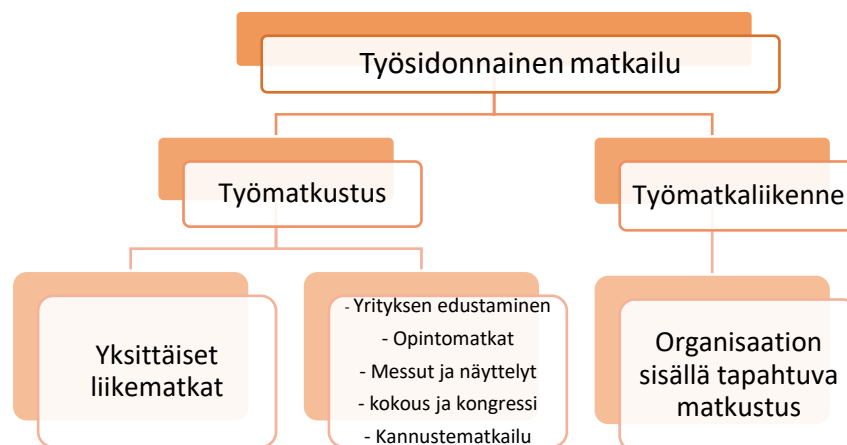 Työsidonnainen matkailu
Työmatkustus
Työmatkaliikenne
Yksittäiset
liikematkat
- Yrityksen edustaminen
- Opintomatkat
- Messut ja näyttelyt
- kokous ja kongressi
- Kannustematkailu
Organisaation
sisällä tapahtuva
matkustus